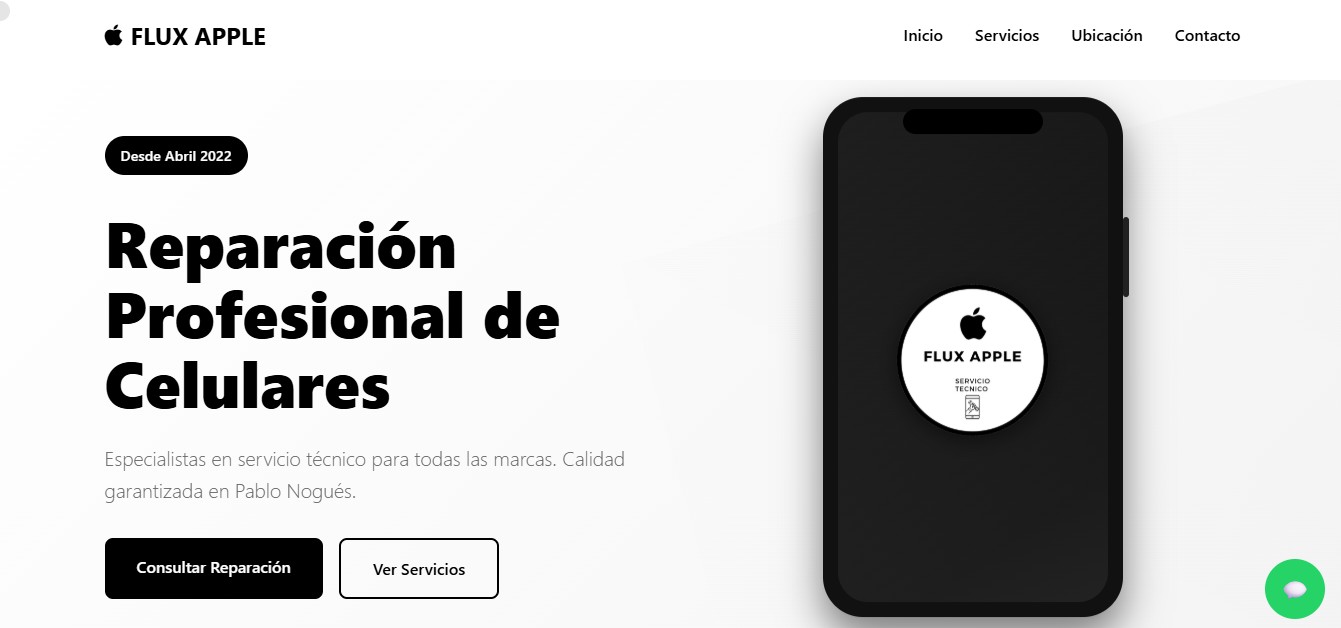 FLUX APPLE
Inicio Servicios Ubicación Contacto
Desde Abril 2022
Reparación
Profesional de
Celulares
Especialistas en servicio técnico para todas las marcas. Calidad
garantizada en Pablo Nogués.
Consultar Reparación
Ver Servicios
FLUX APPLE
SERVICIO
TECNICO